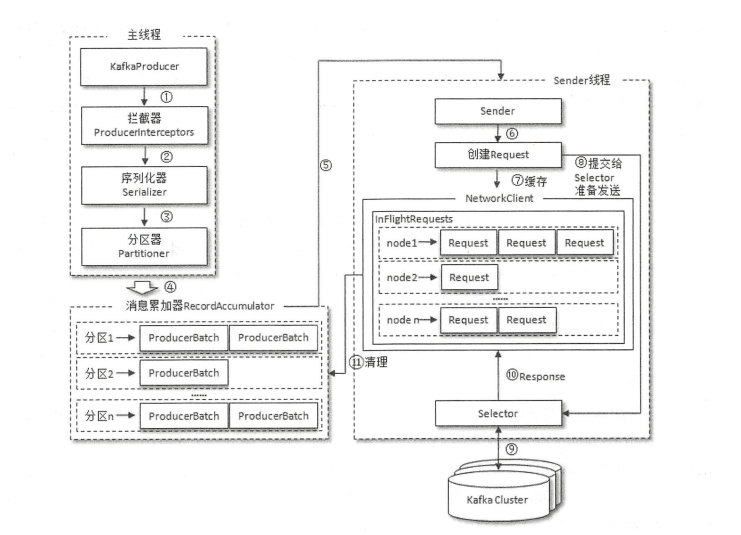 主线程
KafkaProducer
①
拦截器
ProducerInterceptors
②
序列化器
Serializer
③
分区器
Partitioner
④
消息累加器RecordAccumulator
分区1
ProducerBatch
ProducerBatch
分区2
ProducerBatch
......
分区n
ProducerBatch
ProducerBatch
⑤
Sender线程
Sender
⑥
创建Request
⑦缓存
⑧提交给
Selector
准备发送
NetworkClient
InFlightRequests
node1
Request
Request
Request
node2
Request
......
node n
Request
Request
⑪清理
⑩Response
Selector
⑨
Kafka Cluster